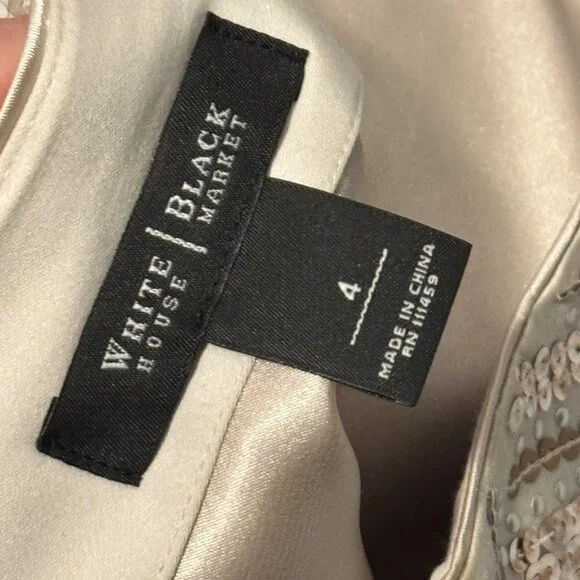 WHITE | BLACK
HOUSE | MARKET
4
MADE IN CHINA
RN 111459